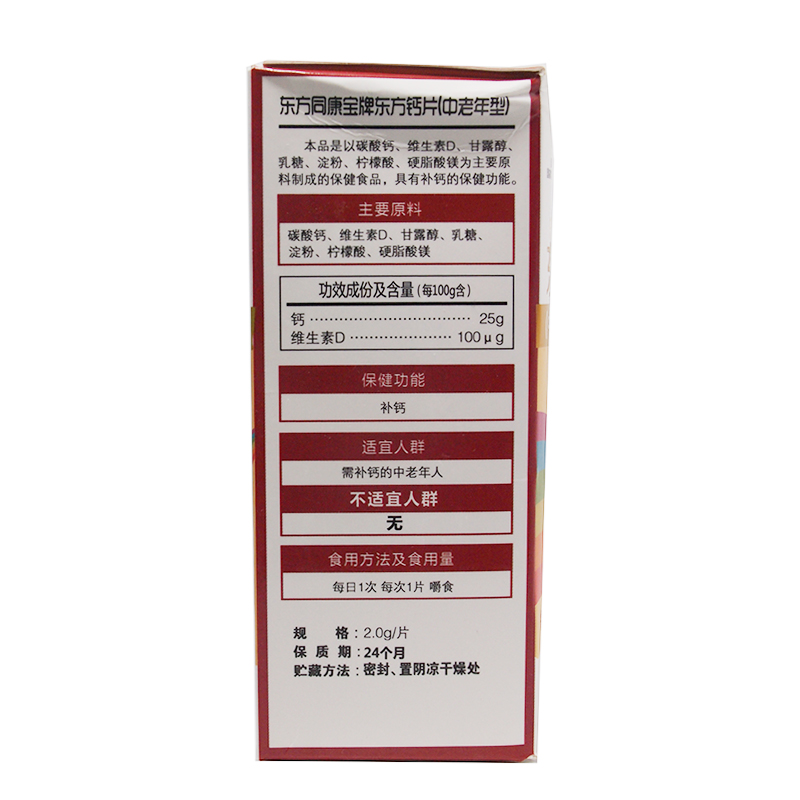 东方同康宝牌东方钙片(中老年型)
本品是以碳酸钙、维生素D、甘露醇、
乳糖、淀粉、柠檬酸、硬脂酸镁为主要原
料制成的保健食品，具有补钙的保健功能。
主要原料
碳酸钙、维生素D、甘露醇、乳糖、
淀粉、柠檬酸、硬脂酸镁
功效成份及含量（每100g含）
钙 ································ 25g
维生素D ···················· 100μg
保健功能
补钙
适宜人群
需补钙的中老年人
不适宜人群
无
食用方法及食用量
每日1次 每次1片 嚼食
规 格：2.0g/片
保 质 期：24个月
贮藏方法：密封、置阴凉干燥处